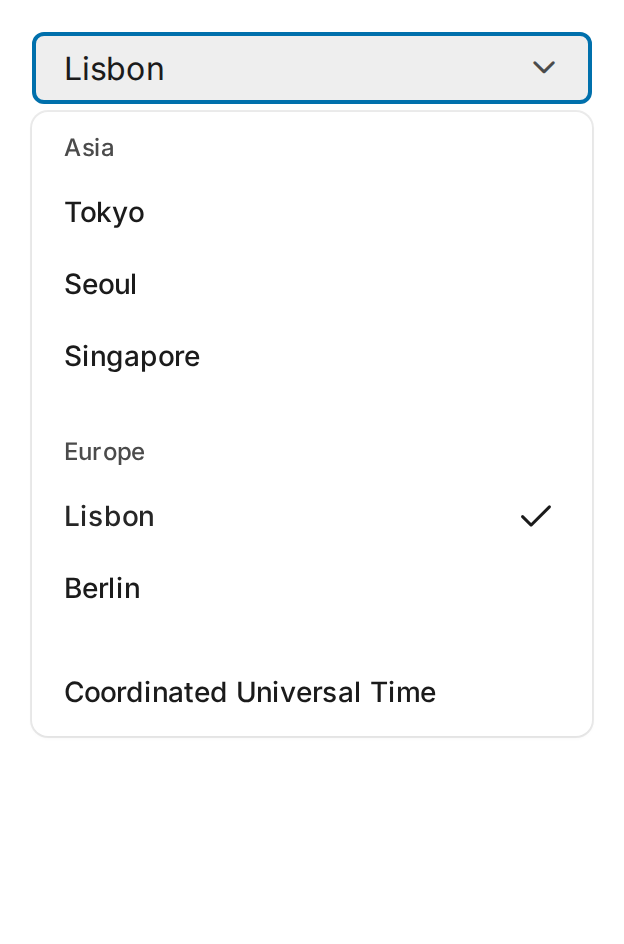 Lisbon
Asia
Tokyo
Seoul
Singapore
Europe
Lisbon
Berlin
Coordinated Universal Time